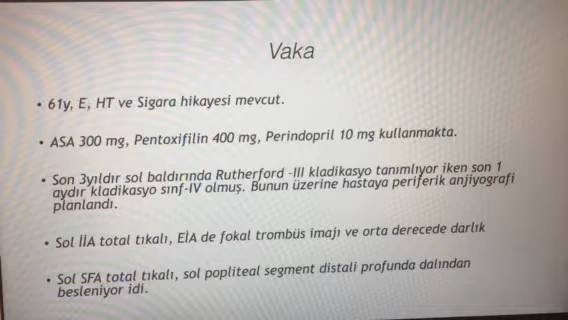 Vaka
• 61y, E, HT ve Sigara hikayesi mevcut.
• ASA 300 mg, Pentoxifilin 400 mg, Perindopril 10 mg kullanmakta.
• Son 3yıldır sol baldırında Rutherford -III kladikasyo tanımlıyor iken son 1
aydır kladikasyo sınf-IV olmuş. Bunun üzerine hastaya periferik anjiyografi
planlandı.
• Sol İİA total tıkalı, EİA de fokal trombüs imajı ve orta derecede darlık
• Sol SFA total tıkalı, sol popliteal segment distali profunda dalından
besleniyor idi.